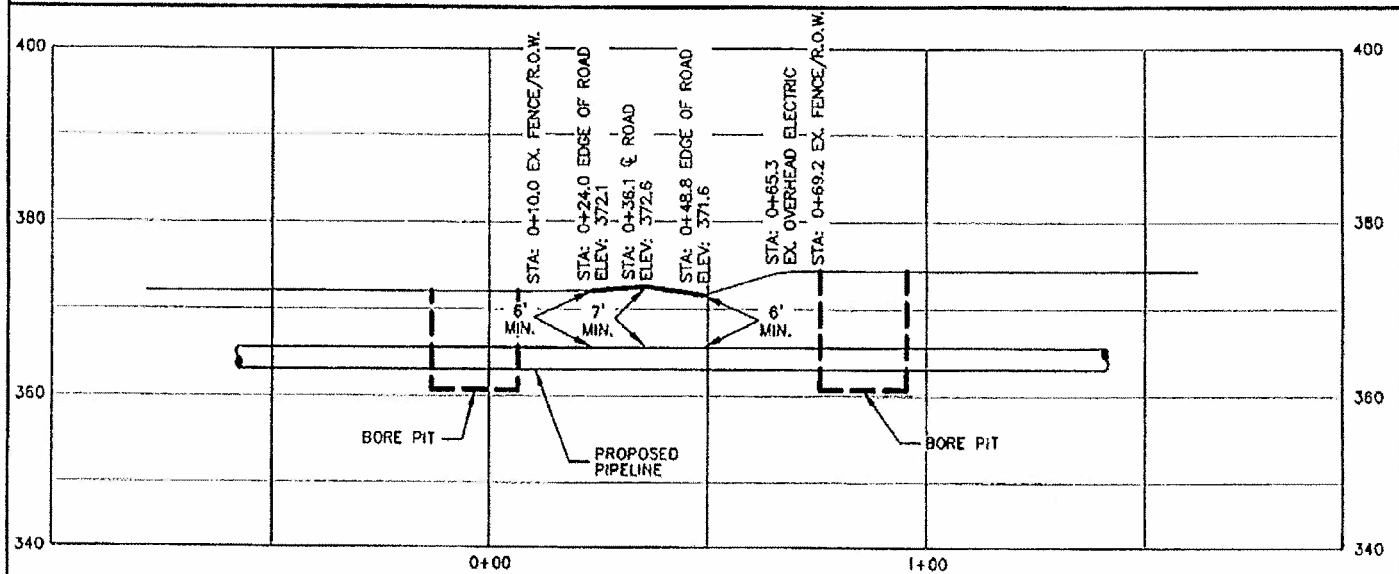 400
400
380
380
360
360
340
340
STA: 0+10.0 EX. FENCE/R.O.W.
STA: 0+24.0 EDGE OF ROAD
ELEV: 372.1
STA: 0+36.1 ℄ ROAD
ELEV: 372.6
STA: 0+48.8 EDGE OF ROAD
ELEV: 371.6
STA: 0+65.3
EX. OVERHEAD ELECTRIC
STA: 0+69.2 EX. FENCE/R.O.W.
6'
MIN.
7'
MIN.
6'
MIN.
BORE PIT
PROPOSED
PIPELINE
BORE PIT
0+00
1+00